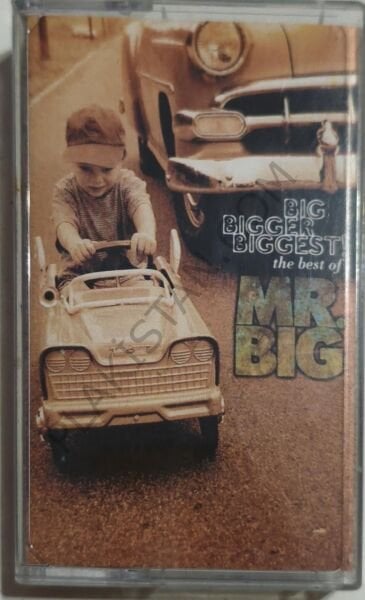 BIG
BIGGER
BIGGEST!
the best of
MR.
BIG